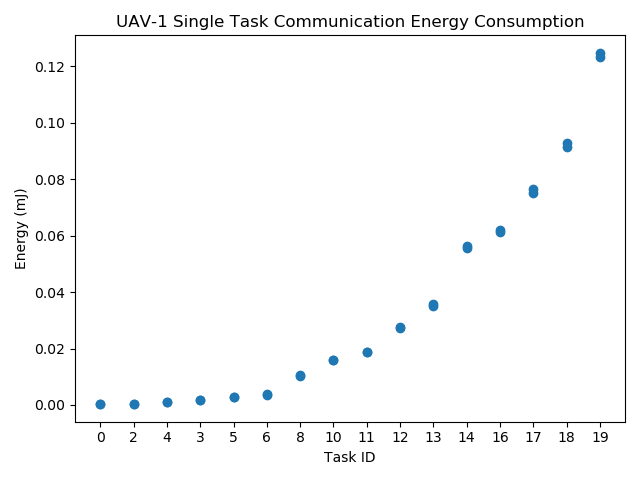 UAV-1 Single Task Communication Energy Consumption
0.12
0.10
0.08
0.06
0.04
0.02
0.00
Energy (mJ)
0 2 4 3 5 6 8 10 11 12 13 14 16 17 18 19
Task ID